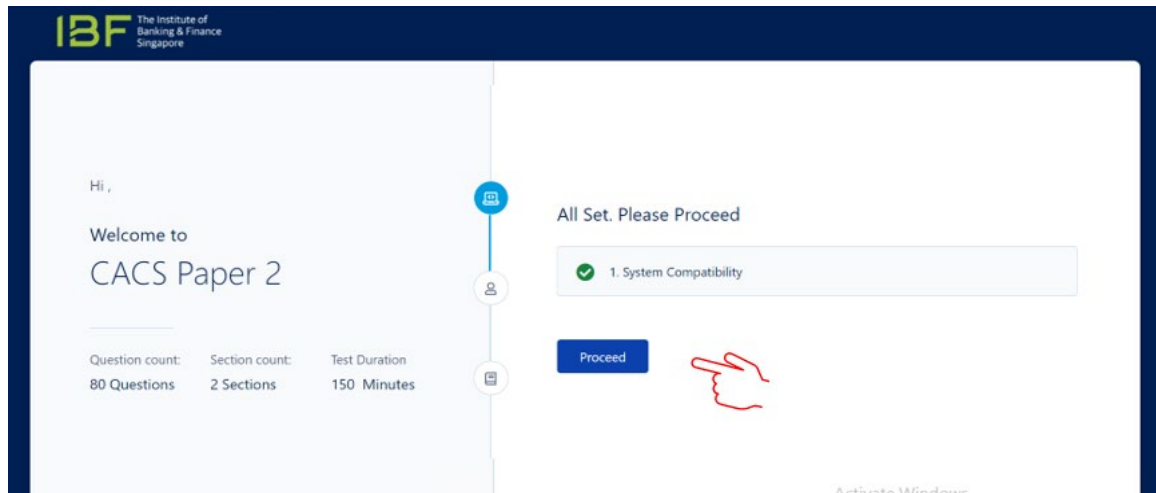 IBF
The Institute of
Banking & Finance
Singapore
Hi ,
Welcome to
CACS Paper 2
Question count: Section count: Test Duration
80 Questions 2 Sections 150 Minutes
All Set. Please Proceed
1. System Compatibility
Proceed
Activate Windows